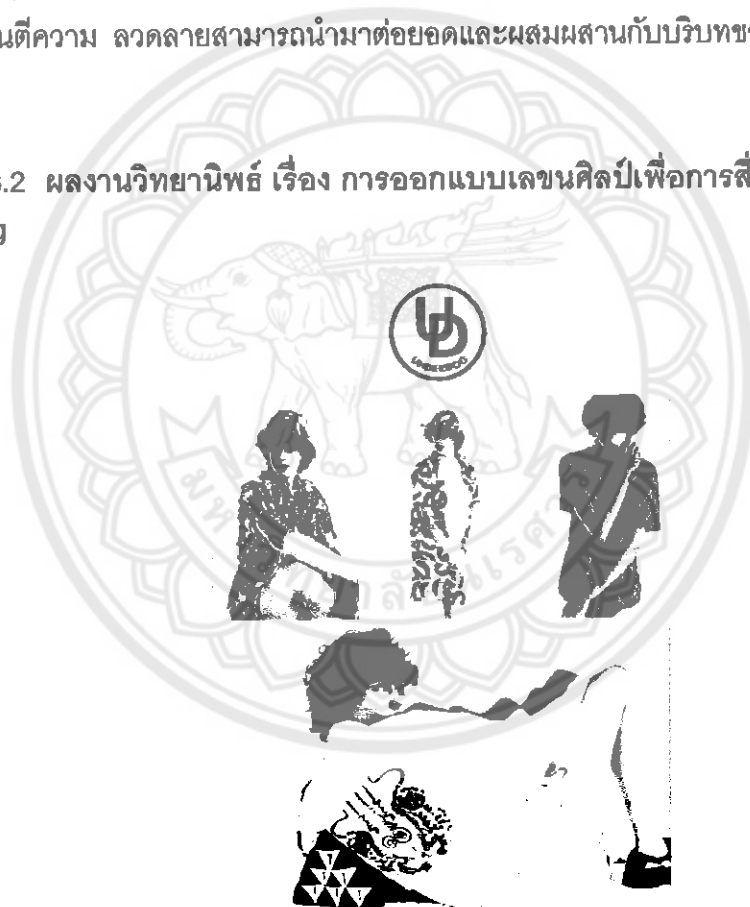 นตีความ ลวดลายสามารถนำมาต่อยอดและผสมผสานกับบริบทข
.2 ผลงานวิทยานิพธ์ เรื่อง การออกแบบเลขนศิลป์เพื่อการสื่
UD